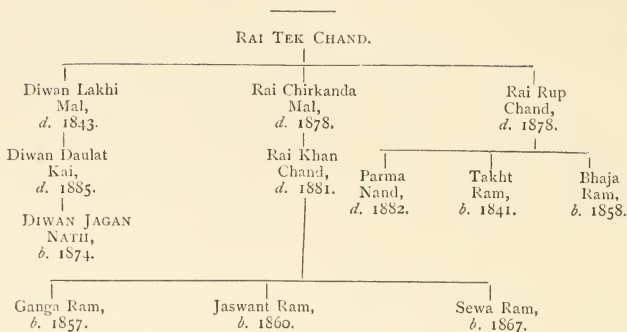 RAI TEK CHAND.
Diwan Lakhi Rai Chirkanda Rai Rup
Mal, Mal, Chand,
d. 1843. d. 1878. d. 1878.
Diwan Daulat Rai Khan Parma Takht Bhaja
Kai, Chand, Nand, Ram, Ram,
d. 1885. d. 1881. d. 1882. b. 1841. b. 1858.
DIWAN JAGAN
NATH,
b. 1874.
Ganga Ram, Jaswant Ram, Sewa Ram,
b. 1857. b. 1860. b. 1867.